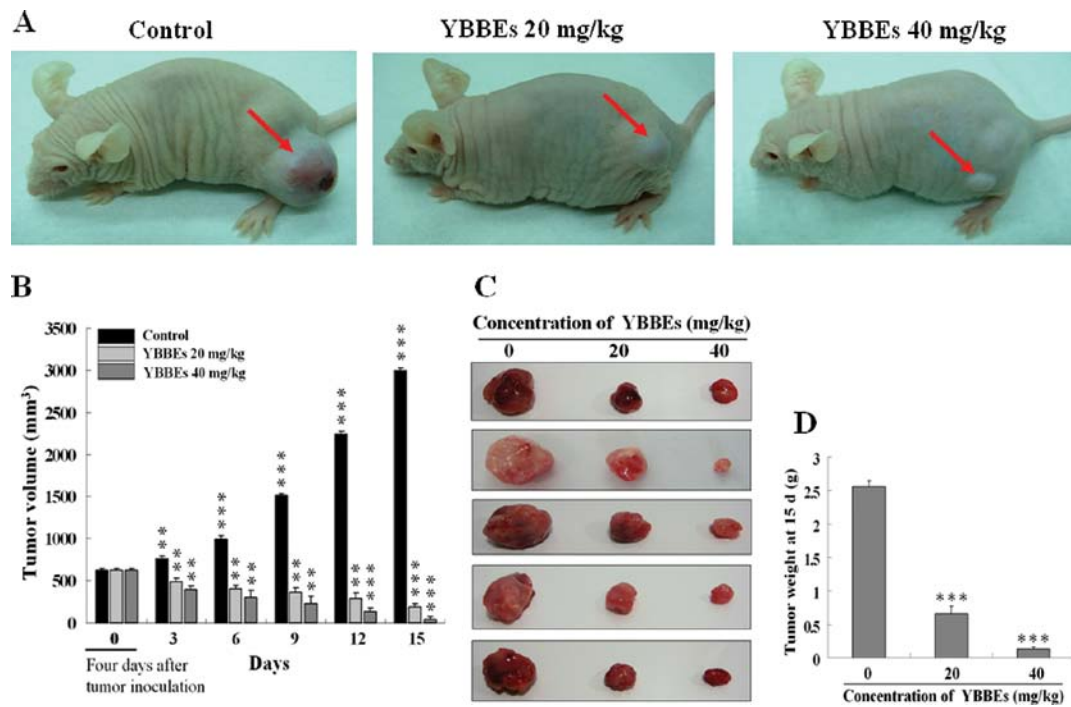 A
Control
YBBEs 20 mg/kg
YBBEs 40 mg/kg
B
Tumor volume (mm³)
3500
3000
2500
2000
1500
1000
500
0
Control
YBBEs 20 mg/kg
YBBEs 40 mg/kg
** ** **
*** ** **
*** ** **
*** *** ***
*** *** ***
0 3 6 9 12 15
Four days after
tumor inoculation
Days
C
Concentration of YBBEs (mg/kg)
0 20 40
D
Tumor weight at 15 d (g)
3
2.5
2
1.5
1
0.5
0
***
***
0 20 40
Concentration of YBBEs (mg/kg)